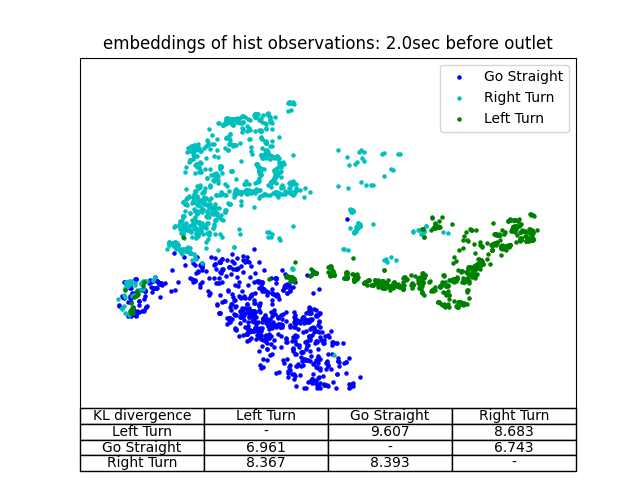 embeddings of hist observations: 2.0sec before outlet
Go Straight
Right Turn
Left Turn
KL divergence Left Turn Go Straight Right Turn
Left Turn - 9.607 8.683
Go Straight 6.961 - 6.743
Right Turn 8.367 8.393 -